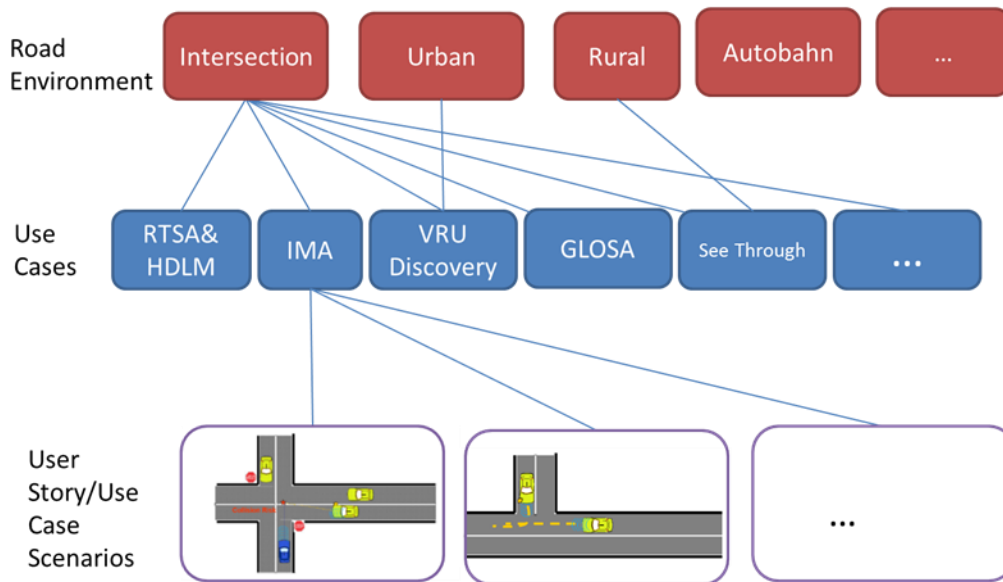 Road
Environment
Intersection
Urban
Rural
Autobahn
...
Use
Cases
RTSA&
HDLM
IMA
VRU
Discovery
GLOSA
See Through
...
User
Story/Use
Case
Scenarios
...